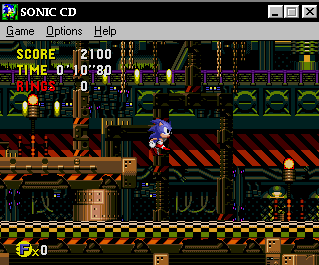 SONIC CD
Game Options Help
SCORE 2100
TIME 0'10"80
RINGS 0
F×0